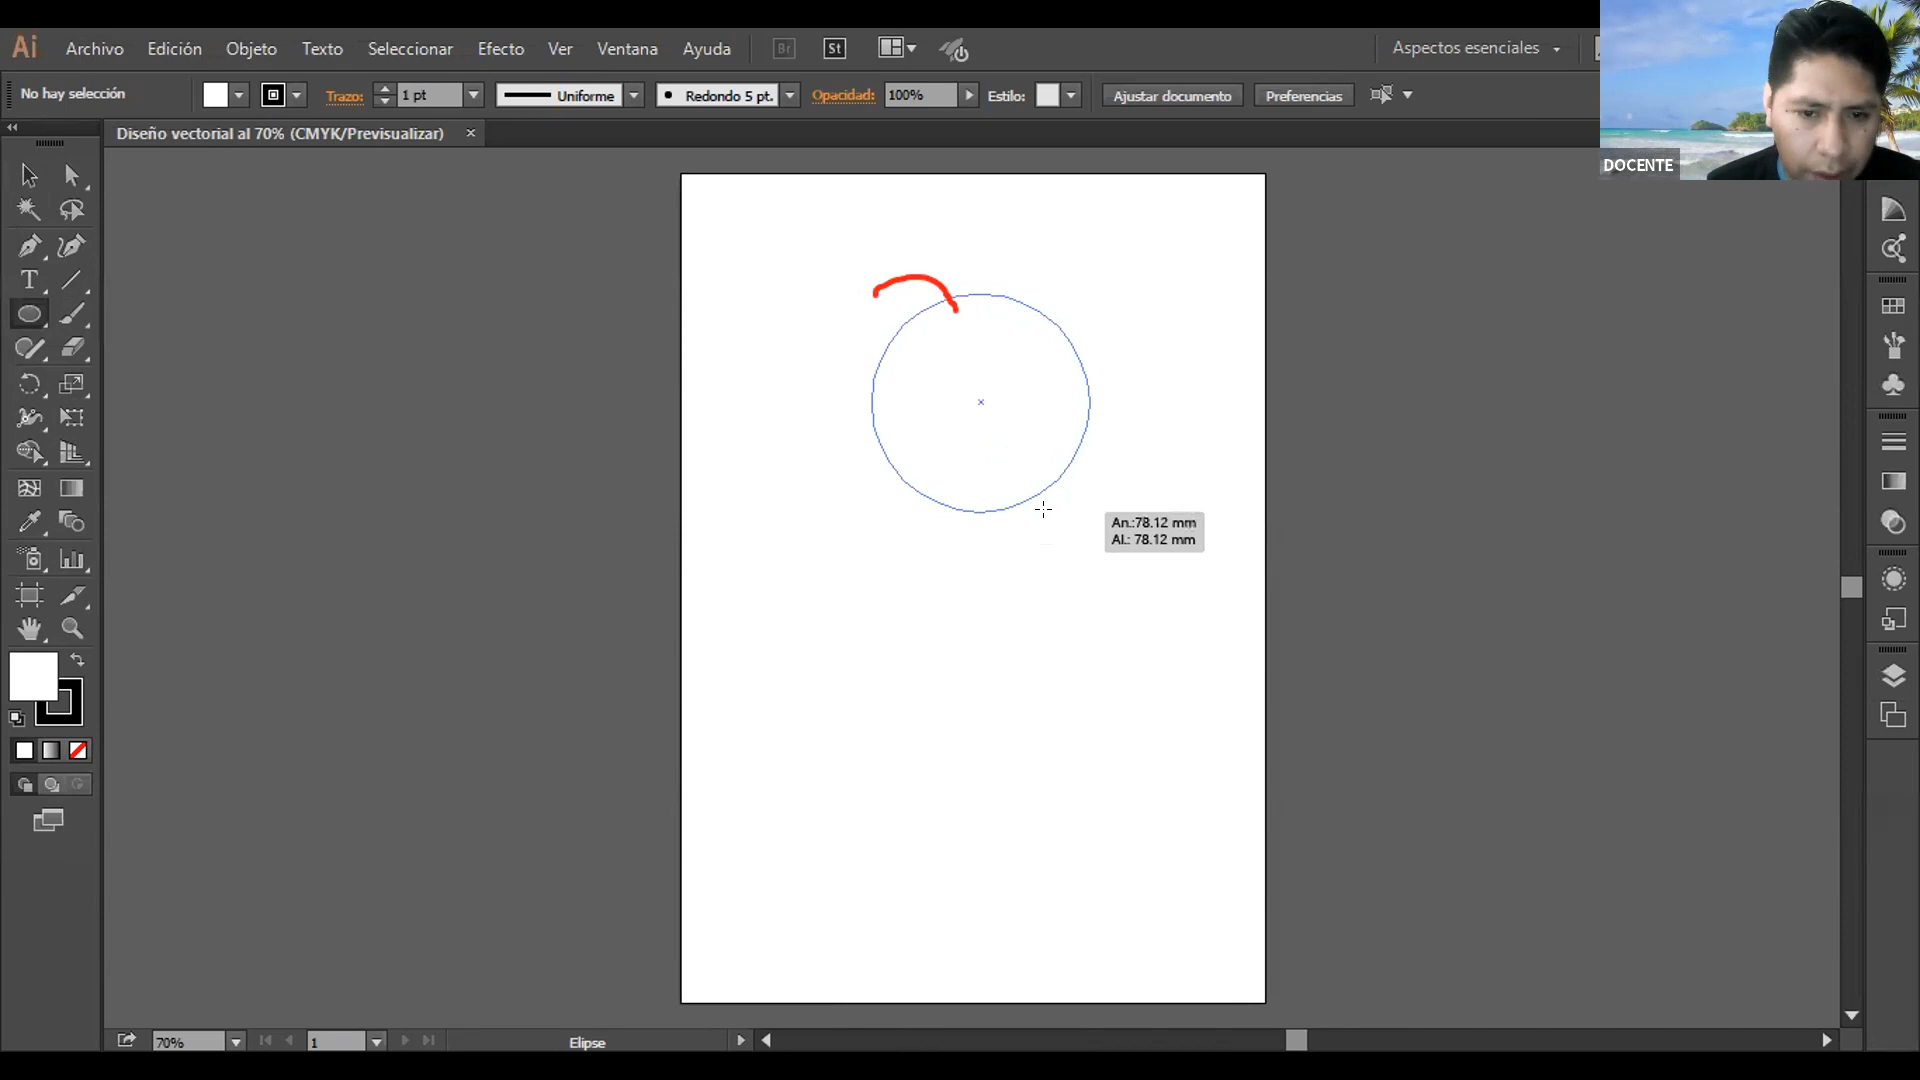 Ai Archivo Edición Objeto Texto Seleccionar Efecto Ver Ventana Ayuda Br St Aspectos esenciales
No hay selección Trazo: 1 pt Uniforme Redondo 5 pt. Opacidad: 100% Estilo: Ajustar documento Preferencias
Diseño vectorial al 70% (CMYK/Previsualizar) ×
DOCENTE
An.:78.12 mm
Al.: 78.12 mm
70% 1 Elipse